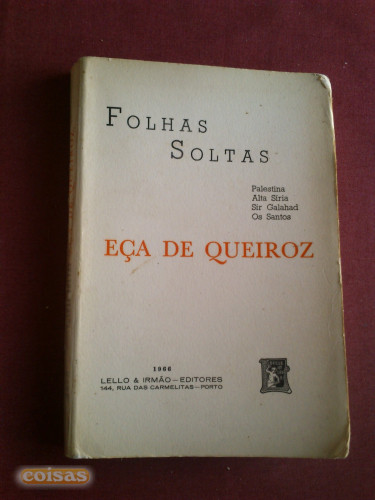 FOLHAS
SOLTAS
Palestina
Alta Síria
Sir Galahad
Os Santos
EÇA DE QUEIROZ
1966
LELLO & IRMÃO—EDITORES
144, RUA DAS CARMELITAS—PORTO
coisas